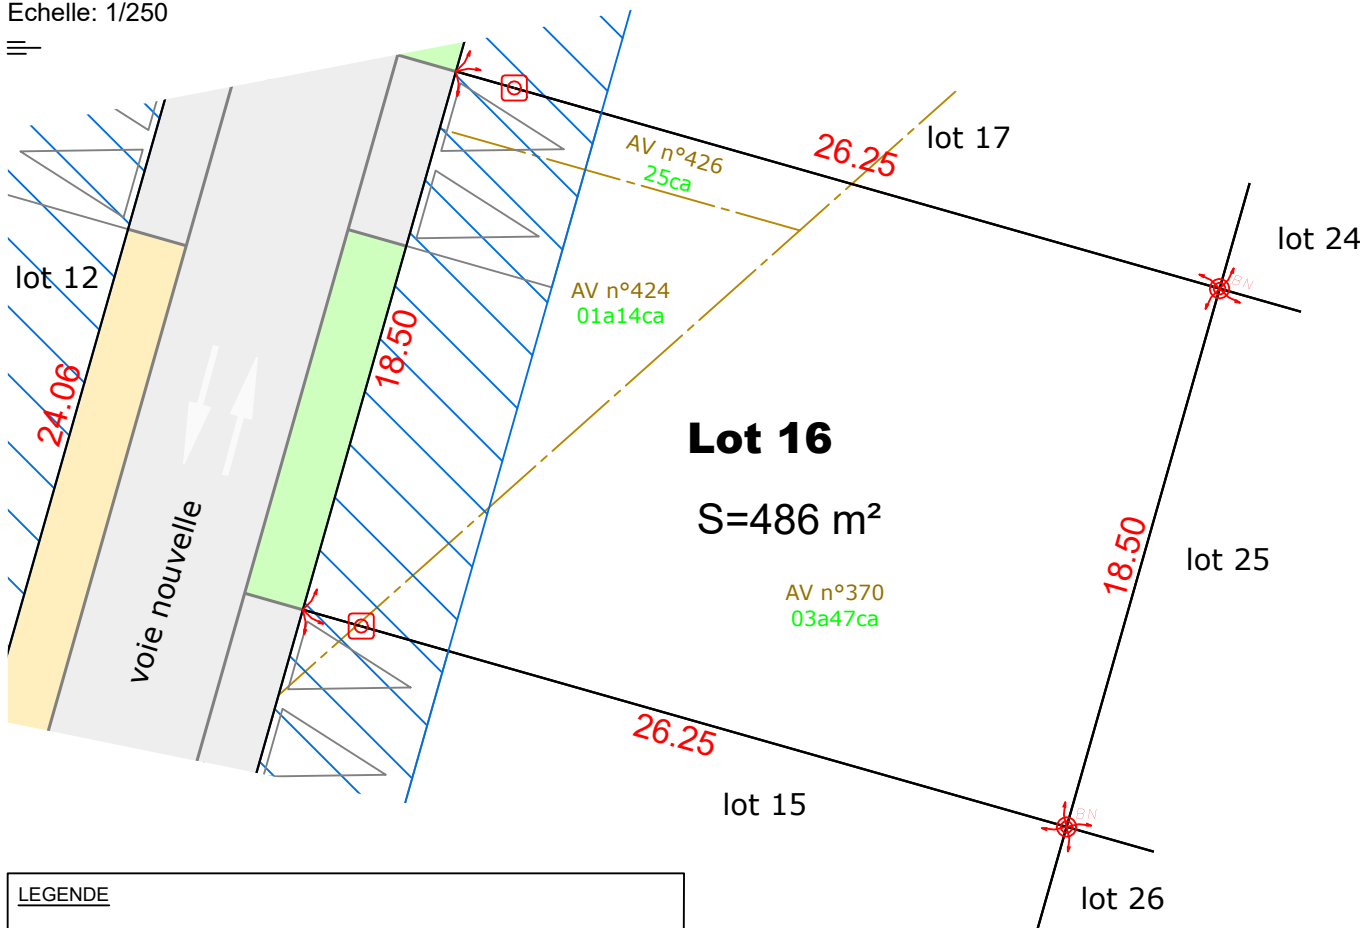 Echelle: 1/250
AV n°426
25ca
26.25
lot 17
lot 24
BN
lot 12
AV n°424
01a14ca
18.50
24.06
Lot 16
S=486 m²
voie nouvelle
18.50
lot 25
AV n°370
03a47ca
26.25
lot 15
BN
lot 26
LEGENDE